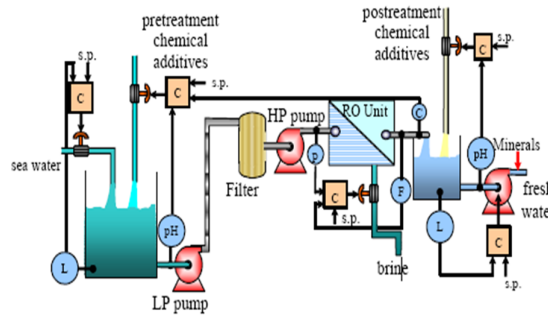 pretreatment
chemical
additives
postreatment
chemical
additives
s.p.
C
s.p.
C
s.p.
C
sea water
HP pump
RO Unit
C
P
Filter
pH
L
LP pump
C
s.p.
F
brine
pH
Minerals
fresh
water
L
C
s.p.